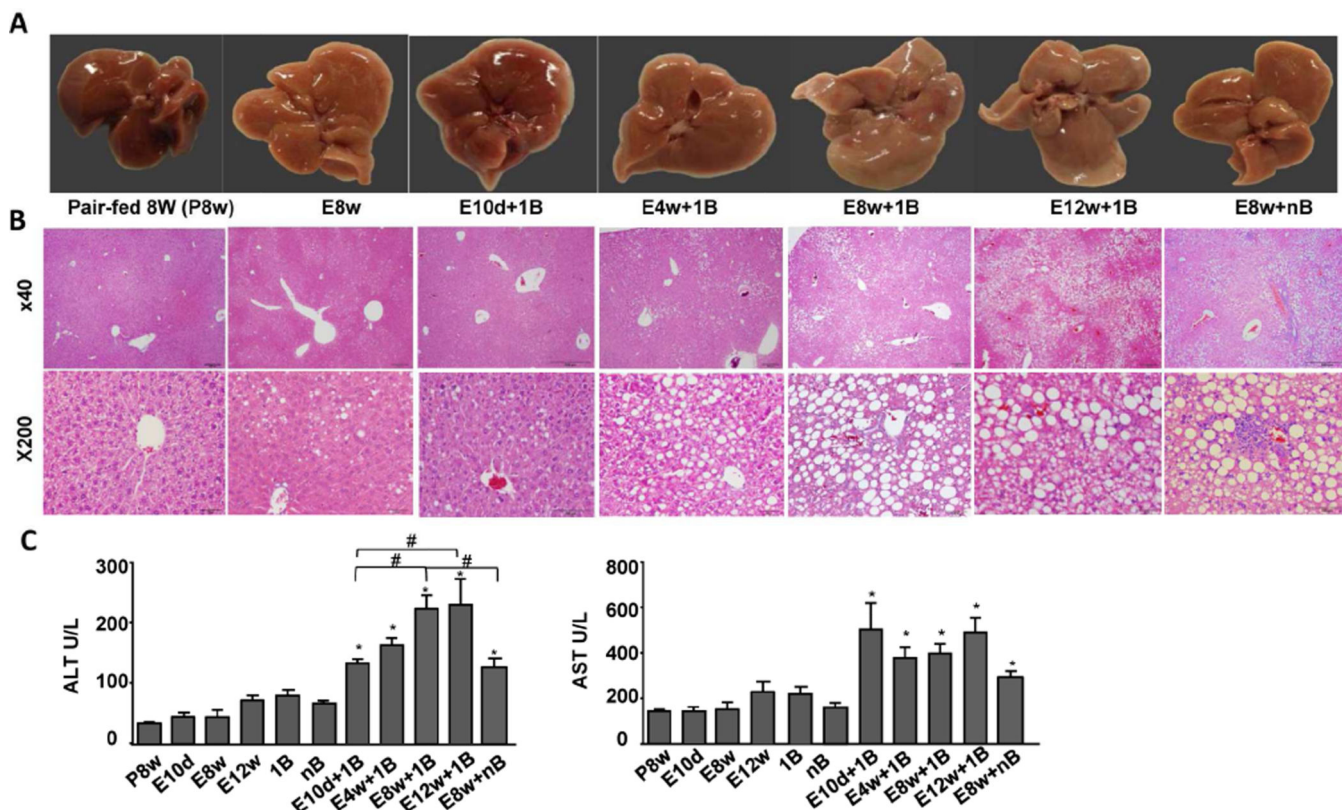 A
Pair-fed 8W (P8w) E8w E10d+1B E4w+1B E8w+1B E12w+1B E8w+nB
B
x40
X200
C
# # #
300
200
100
0
ALT U/L
* * * * *
P8w E10d E8w E12w 1B nB E10d+1B E4w+1B E8w+1B E12w+1B E8w+nB
800
600
400
200
0
AST U/L
* * * * *
P8w E10d E8w E12w 1B nB E10d+1B E4w+1B E8w+1B E12w+1B E8w+nB